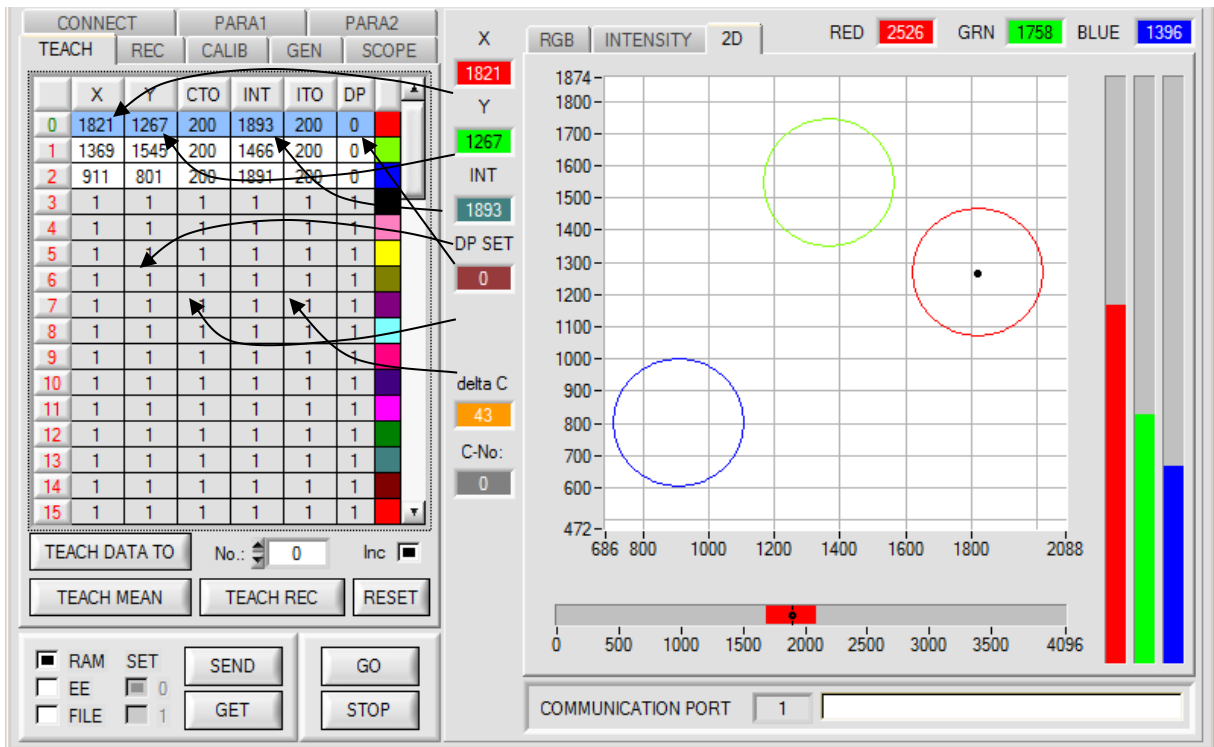 CONNECT PARA1 PARA2
TEACH REC CALIB GEN SCOPE
X Y CTO INT ITO DP
0 1821 1267 200 1893 200 0
1 1369 1545 200 1466 200 0
2 911 801 200 1891 200 0
3 1 1 1 1 1 1
4 1 1 1 1 1 1
5 1 1 1 1 1 1
6 1 1 1 1 1 1
7 1 1 1 1 1 1
8 1 1 1 1 1 1
9 1 1 1 1 1 1
10 1 1 1 1 1 1
11 1 1 1 1 1 1
12 1 1 1 1 1 1
13 1 1 1 1 1 1
14 1 1 1 1 1 1
15 1 1 1 1 1 1
TEACH DATA TO No.: 0 Inc
TEACH MEAN TEACH REC RESET
RAM SET SEND GO
EE 0
FILE 1 GET STOP
X
1821
Y
1267
INT
1893
DP SET
0
delta C
43
C-No:
0
RGB INTENSITY 2D RED 2526 GRN 1758 BLUE 1396
1874
1800
1700
1600
1500
1400
1300
1200
1100
1000
900
800
700
600
472
686 800 1000 1200 1400 1600 1800 2088
0 500 1000 1500 2000 2500 3000 3500 4096
COMMUNICATION PORT 1